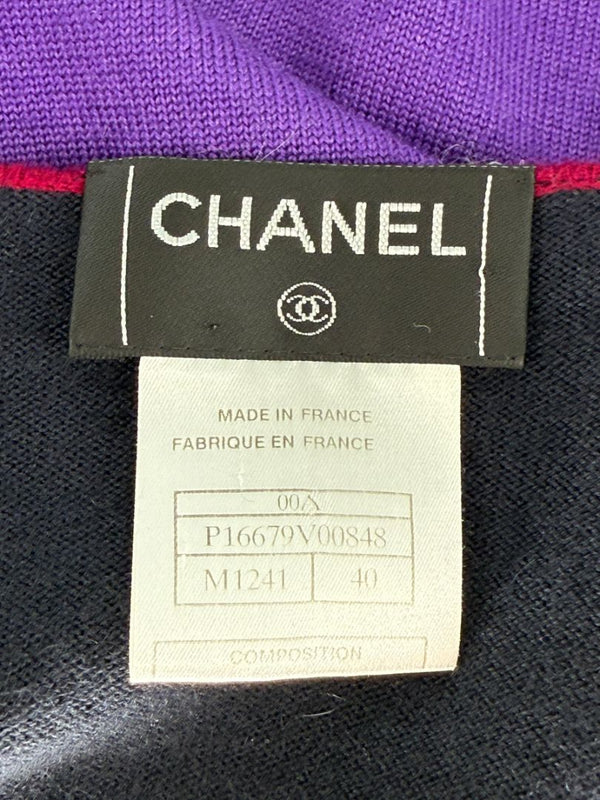 CHANEL
MADE IN FRANCE
FABRIQUE EN FRANCE
00A
P16679V00848
M1241 40
COMPOSITION